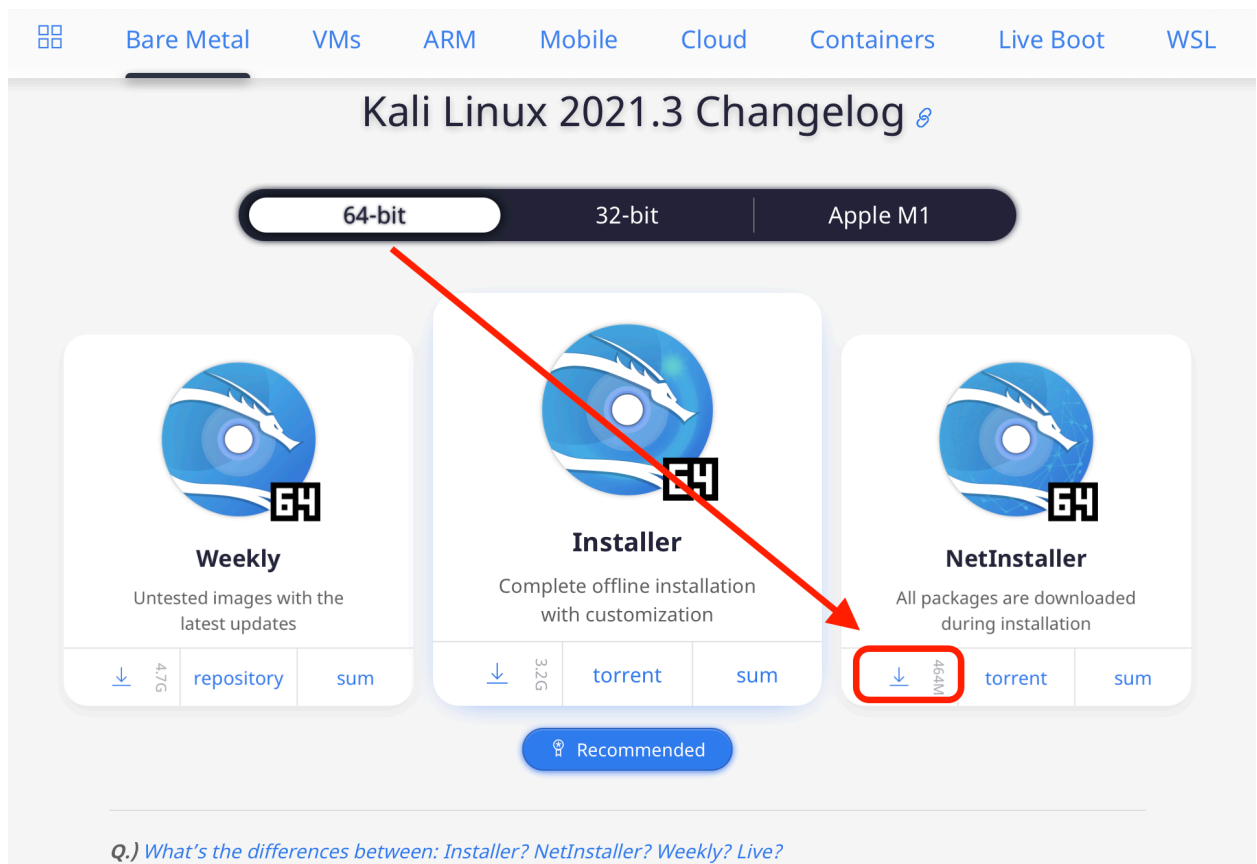 Bare Metal VMs ARM Mobile Cloud Containers Live Boot WSL
Kali Linux 2021.3 Changelog
64-bit 32-bit Apple M1
64
Weekly
Untested images with the
latest updates
4.7G repository sum
64
Installer
Complete offline installation
with customization
3.2G torrent sum
64
NetInstaller
All packages are downloaded
during installation
464M torrent sum
Recommended
Q.) What's the differences between: Installer? NetInstaller? Weekly? Live?